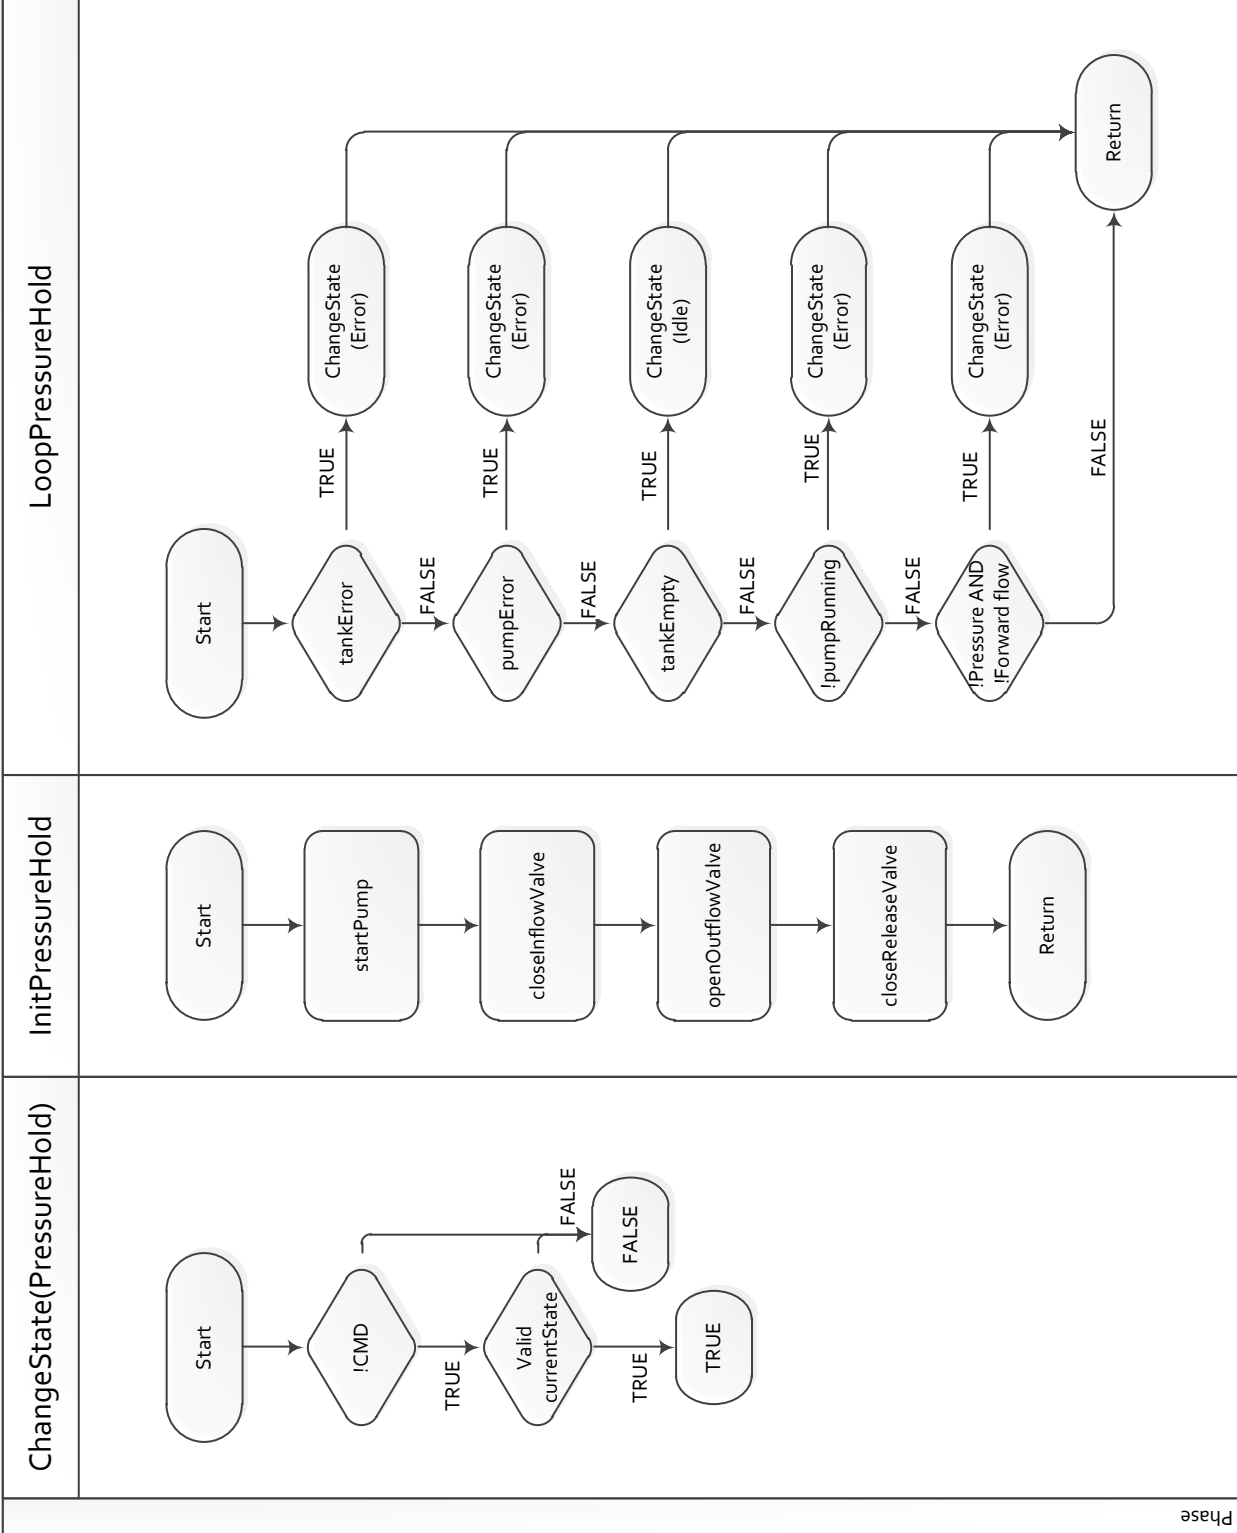 ChangeState(PressureHold)
Start
!CMD
TRUE
Valid
currentState
FALSE
FALSE
TRUE
TRUE
InitPressureHold
Start
startPump
closeInflowValve
openOutflowValve
closeReleaseValve
Return
LoopPressureHold
Start
tankError
TRUE
ChangeState
(Error)
FALSE
pumpError
TRUE
ChangeState
(Error)
FALSE
tankEmpty
TRUE
ChangeState
(Idle)
FALSE
!pumpRunning
TRUE
ChangeState
(Error)
FALSE
!Pressure AND
!Forward flow
TRUE
ChangeState
(Error)
FALSE
Return
Phase